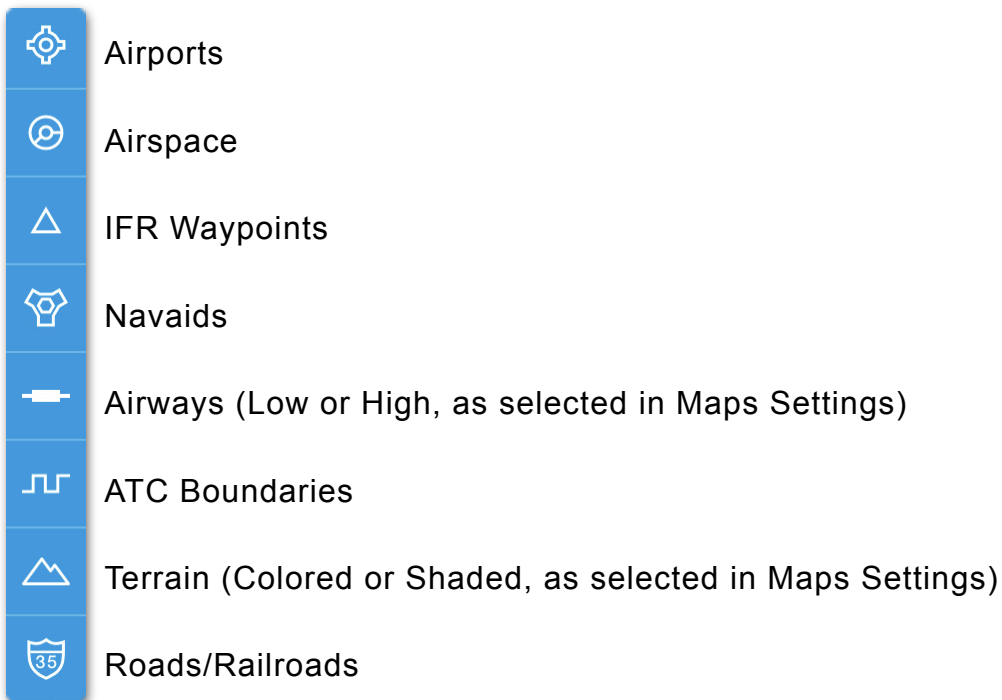 Airports
Airspace
IFR Waypoints
Navaids
Airways (Low or High, as selected in Maps Settings)
ATC Boundaries
Terrain (Colored or Shaded, as selected in Maps Settings)
35 Roads/Railroads